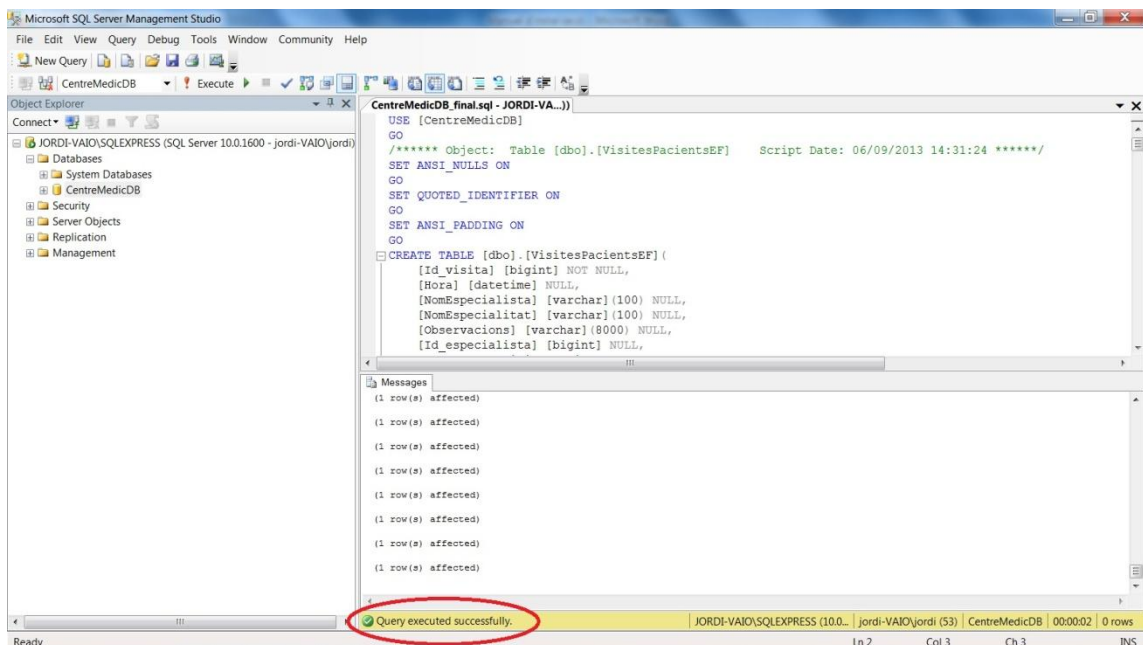 Microsoft SQL Server Management Studio
File Edit View Query Debug Tools Window Community Help
New Query
CentreMedicDB Execute
Object Explorer
Connect
JORDI-VAIO\SQLEXPRESS (SQL Server 10.0.1600 - jordi-VAIO\jordi)
Databases
System Databases
CentreMedicDB
Security
Server Objects
Replication
Management
CentreMedicDB_final.sql - JORDI-VA...))
USE [CentreMedicDB]
GO
/****** Object: Table [dbo].[VisitesPacientsEF] Script Date: 06/09/2013 14:31:24 ******/
SET ANSI_NULLS ON
GO
SET QUOTED_IDENTIFIER ON
GO
SET ANSI_PADDING ON
GO
CREATE TABLE [dbo].[VisitesPacientsEF](
[Id_visita] [bigint] NOT NULL,
[Hora] [datetime] NULL,
[NomEspecialista] [varchar](100) NULL,
[NomEspecialitat] [varchar](100) NULL,
[Observacions] [varchar](8000) NULL,
[Id_especialista] [bigint] NULL,
Messages
(1 row(s) affected)
(1 row(s) affected)
(1 row(s) affected)
(1 row(s) affected)
(1 row(s) affected)
(1 row(s) affected)
(1 row(s) affected)
(1 row(s) affected)
Query executed successfully. JORDI-VAIO\SQLEXPRESS (10.0... jordi-VAIO\jordi (53) CentreMedicDB 00:00:02 0 rows
Ready Ln 2 Col 3 Ch 3 INS